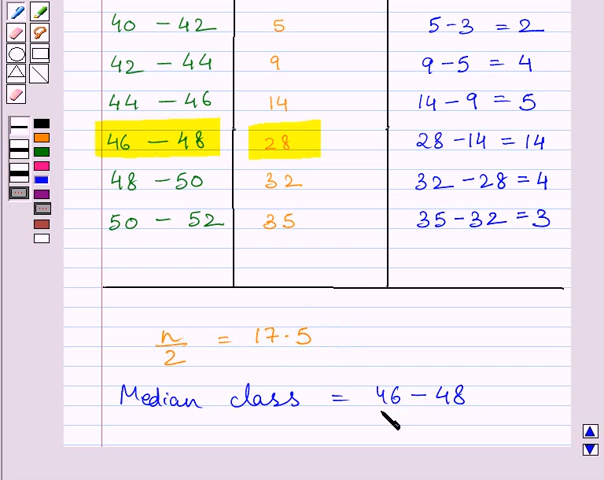 40 - 42 5 5 - 3 = 2
42 - 44 9 9 - 5 = 4
44 - 46 14 14 - 9 = 5
46 - 48 28 28 - 14 = 14
48 - 50 32 32 - 28 = 4
50 - 52 35 35 - 32 = 3
n/2 = 17.5
Median class = 46 - 48